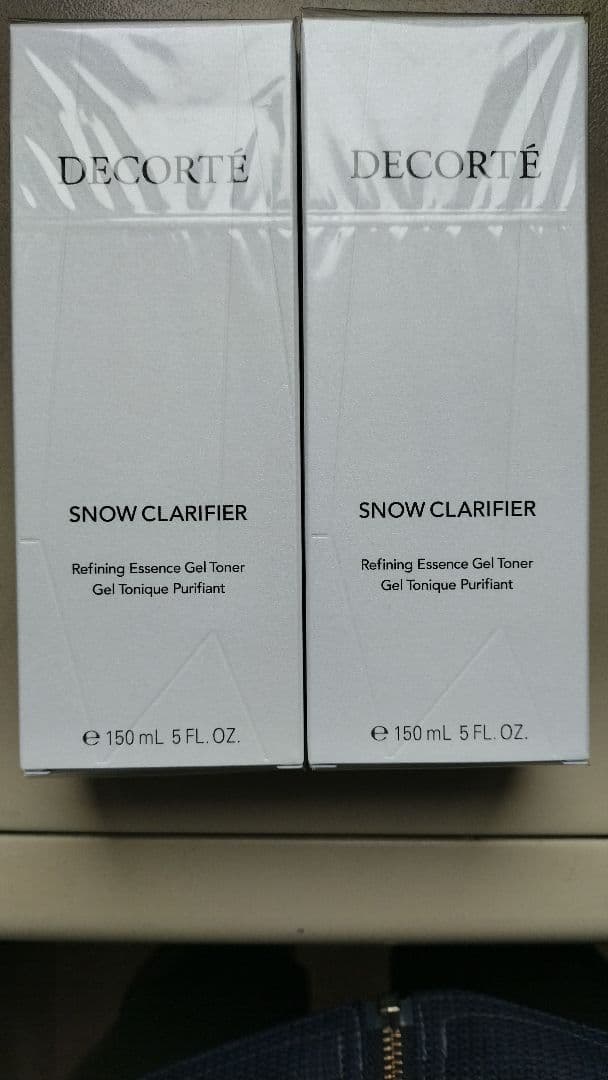 DECORTÉ
SNOW CLARIFIER
Refining Essence Gel Toner
Gel Tonique Purifiant
℮ 150 mL 5 FL. OZ.
DECORTÉ
SNOW CLARIFIER
Refining Essence Gel Toner
Gel Tonique Purifiant
℮ 150 mL 5 FL. OZ.